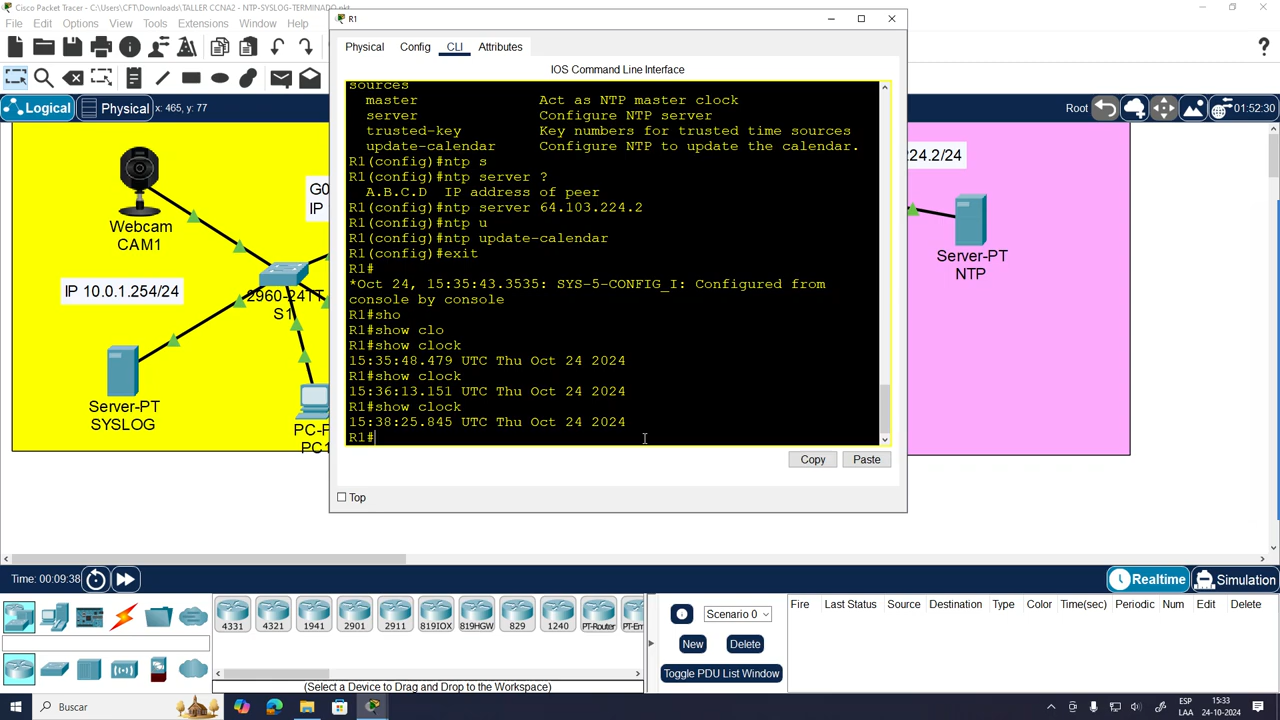 Cisco Packet Tracer - C:\Users\CFT\Downloads\TALLER CCNA2 - NTP-SYSLOG-TERMINADO.pkt
File Edit Options View Tools Extensions Window Help
Logical Physical x: 465, y: 77
Root 01:52:30
R1
Physical Config CLI Attributes
IOS Command Line Interface
sources
master Act as NTP master clock
server Configure NTP server
trusted-key Key numbers for trusted time sources
update-calendar Configure NTP to update the calendar.
R1(config)#ntp s
R1(config)#ntp server ?
A.B.C.D IP address of peer
R1(config)#ntp server 64.103.224.2
R1(config)#ntp u
R1(config)#ntp update-calendar
R1(config)#exit
R1#
*Oct 24, 15:35:43.3535: SYS-5-CONFIG_I: Configured from
console by console
R1#sho
R1#show clo
R1#show clock
15:35:48.479 UTC Thu Oct 24 2024
R1#show clock
15:36:13.151 UTC Thu Oct 24 2024
R1#show clock
15:38:25.845 UTC Thu Oct 24 2024
R1#
Copy Paste
Top
Webcam
CAM1
G0
IP
IP 10.0.1.254/24
2960-24TT
S1
Server-PT
SYSLOG
PC-P
PC1
24.2/24
Server-PT
NTP
Time: 00:09:38
Realtime Simulation
4331 4321 1941 2901 2911 819IOX 819HGW 829 1240 PT-Router PT-Em
(Select a Device to Drag and Drop to the Workspace)
Scenario 0
New Delete
Toggle PDU List Window
Fire Last Status Source Destination Type Color Time(sec) Periodic Num Edit Delete
Buscar
ESP
LAA
15:33
24-10-2024